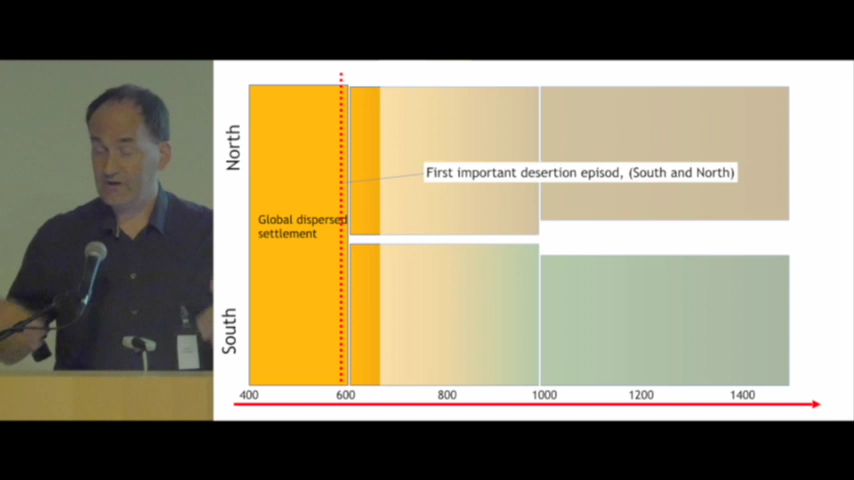 North
First important desertion episod, (South and North)
Global dispersed
settlement
South
400 600 800 1000 1200 1400